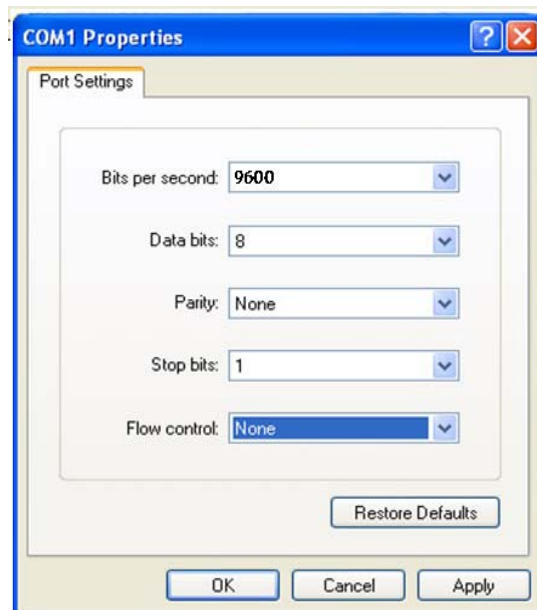 COM1 Properties
Port Settings
Bits per second: 9600
Data bits: 8
Parity: None
Stop bits: 1
Flow control: None
Restore Defaults
OK Cancel Apply